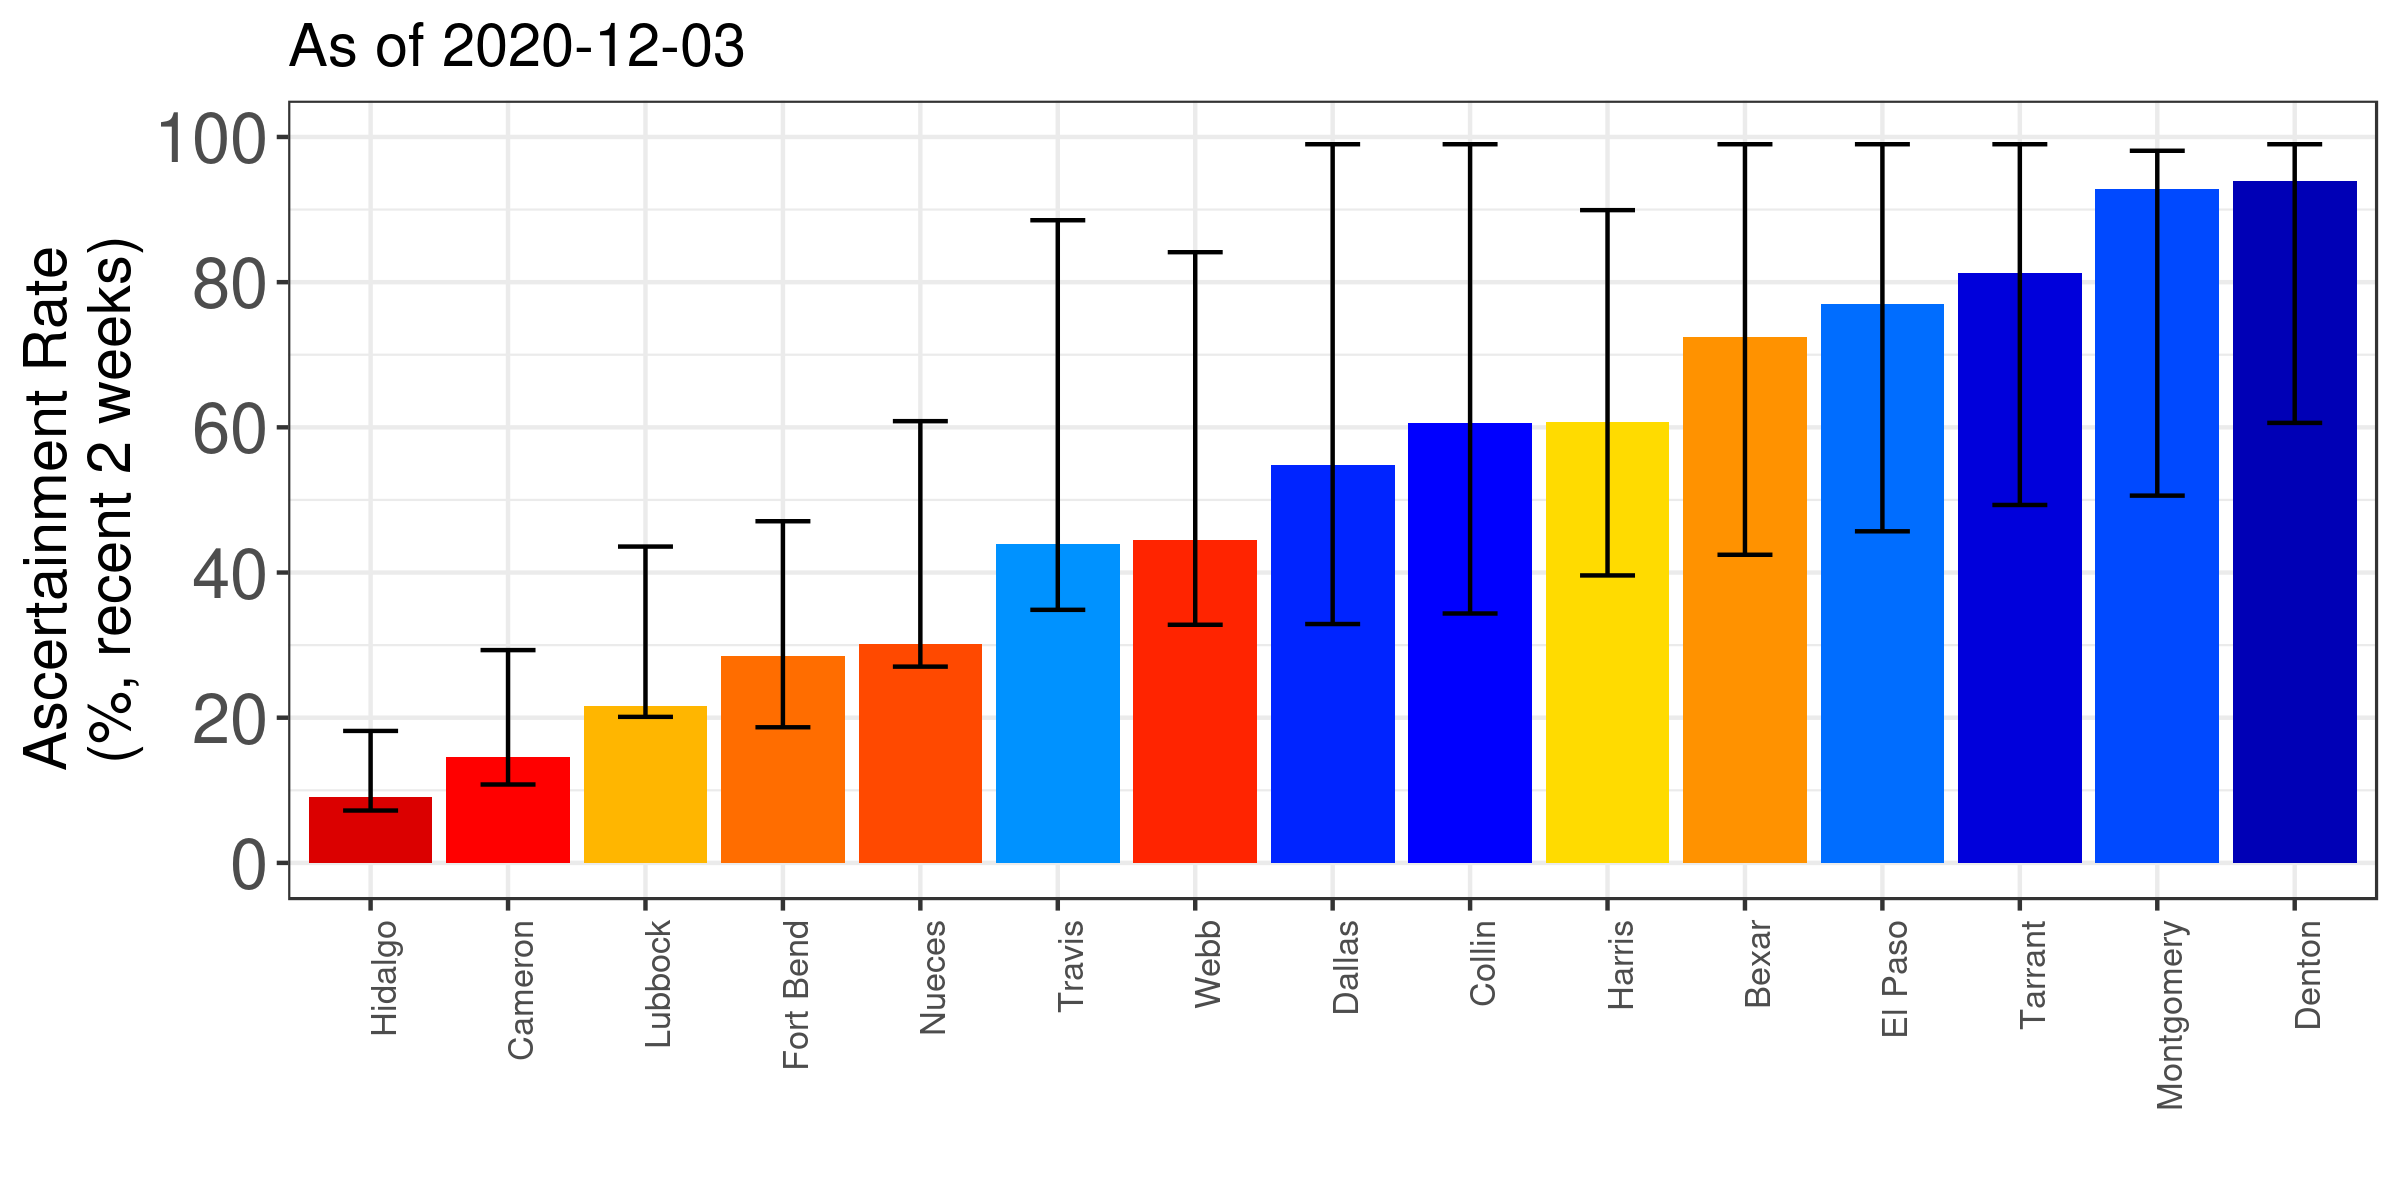 As of 2020-12-03
Ascertainment Rate
(%, recent 2 weeks)
100
80
60
40
20
0
Hidalgo
Cameron
Lubbock
Fort Bend
Nueces
Travis
Webb
Dallas
Collin
Harris
Bexar
El Paso
Tarrant
Montgomery
Denton